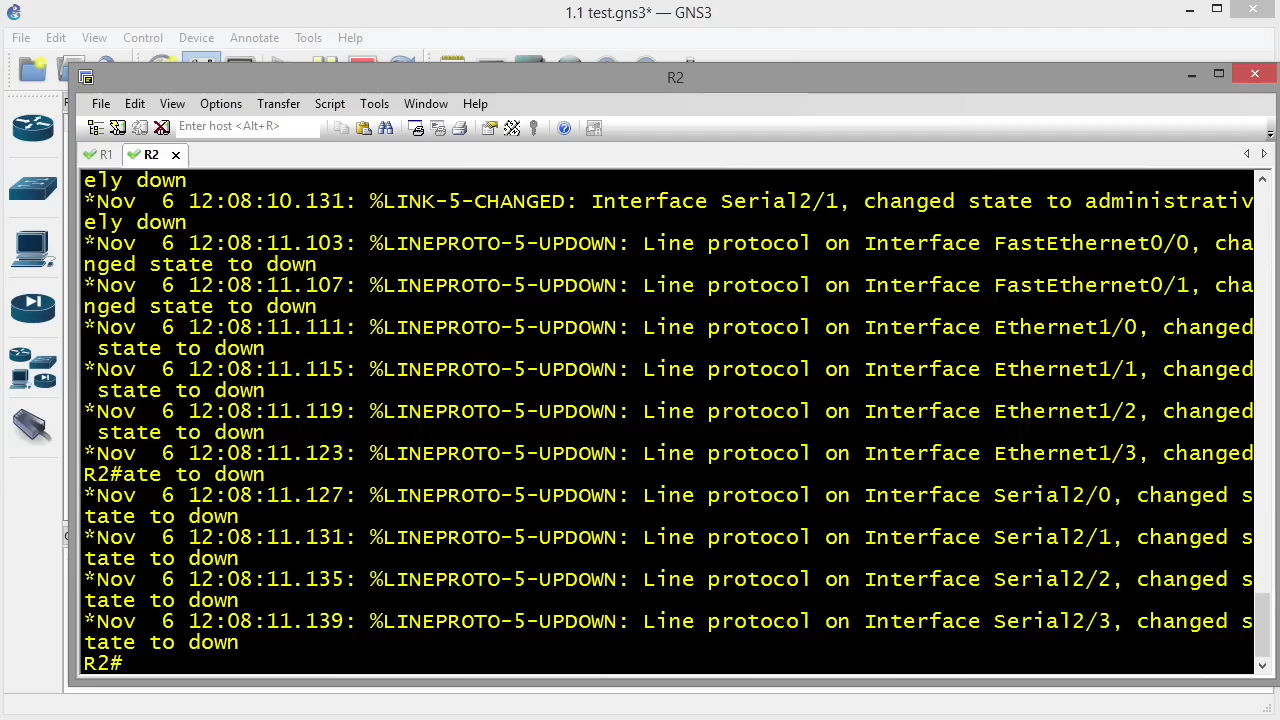 1.1 test.gns3* — GNS3
File Edit View Control Device Annotate Tools Help
R2
File Edit View Options Transfer Script Tools Window Help
Enter host <Alt+R>
R1 R2
ely down
*Nov  6 12:08:10.131: %LINK-5-CHANGED: Interface Serial2/1, changed state to administrativ
ely down
*Nov  6 12:08:11.103: %LINEPROTO-5-UPDOWN: Line protocol on Interface FastEthernet0/0, cha
nged state to down
*Nov  6 12:08:11.107: %LINEPROTO-5-UPDOWN: Line protocol on Interface FastEthernet0/1, cha
nged state to down
*Nov  6 12:08:11.111: %LINEPROTO-5-UPDOWN: Line protocol on Interface Ethernet1/0, changed
 state to down
*Nov  6 12:08:11.115: %LINEPROTO-5-UPDOWN: Line protocol on Interface Ethernet1/1, changed
 state to down
*Nov  6 12:08:11.119: %LINEPROTO-5-UPDOWN: Line protocol on Interface Ethernet1/2, changed
 state to down
*Nov  6 12:08:11.123: %LINEPROTO-5-UPDOWN: Line protocol on Interface Ethernet1/3, changed
R2#ate to down
*Nov  6 12:08:11.127: %LINEPROTO-5-UPDOWN: Line protocol on Interface Serial2/0, changed s
tate to down
*Nov  6 12:08:11.131: %LINEPROTO-5-UPDOWN: Line protocol on Interface Serial2/1, changed s
tate to down
*Nov  6 12:08:11.135: %LINEPROTO-5-UPDOWN: Line protocol on Interface Serial2/2, changed s
tate to down
*Nov  6 12:08:11.139: %LINEPROTO-5-UPDOWN: Line protocol on Interface Serial2/3, changed s
tate to down
R2#